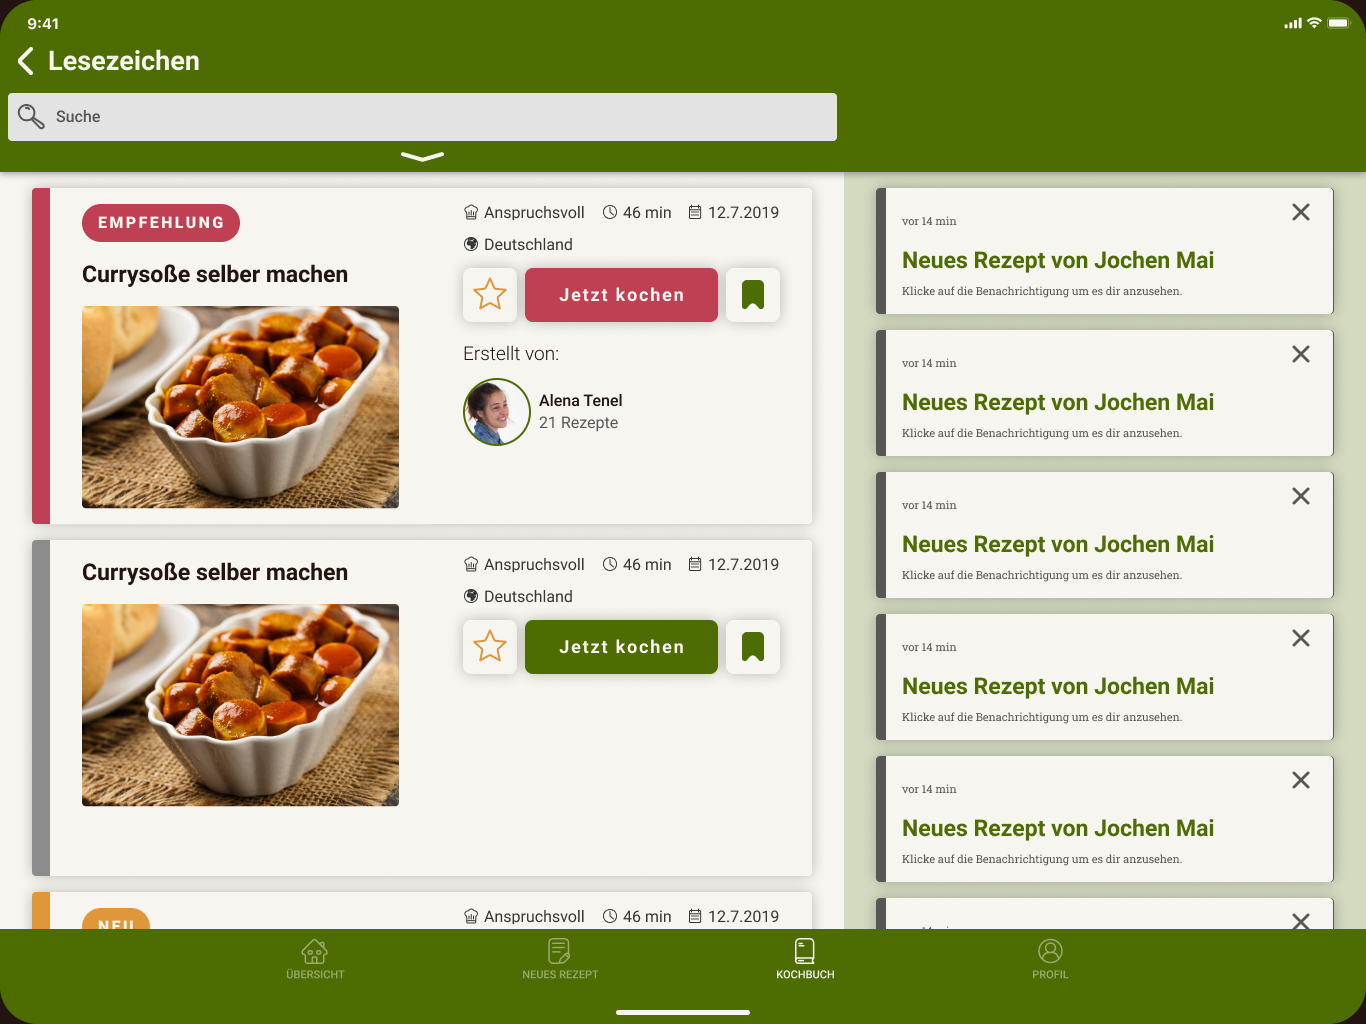 9:41
Lesezeichen
Suche
EMPFEHLUNG
Currysoße selber machen
Anspruchsvoll 46 min 12.7.2019
Deutschland
Jetzt kochen
Erstellt von:
Alena Tenel
21 Rezepte
Currysoße selber machen
Anspruchsvoll 46 min 12.7.2019
Deutschland
Jetzt kochen
NEU
Anspruchsvoll 46 min 12.7.2019
vor 14 min
Neues Rezept von Jochen Mai
Klicke auf die Benachrichtigung um es dir anzusehen.
vor 14 min
Neues Rezept von Jochen Mai
Klicke auf die Benachrichtigung um es dir anzusehen.
vor 14 min
Neues Rezept von Jochen Mai
Klicke auf die Benachrichtigung um es dir anzusehen.
vor 14 min
Neues Rezept von Jochen Mai
Klicke auf die Benachrichtigung um es dir anzusehen.
vor 14 min
Neues Rezept von Jochen Mai
Klicke auf die Benachrichtigung um es dir anzusehen.
ÜBERSICHT
NEUES REZEPT
KOCHBUCH
PROFIL